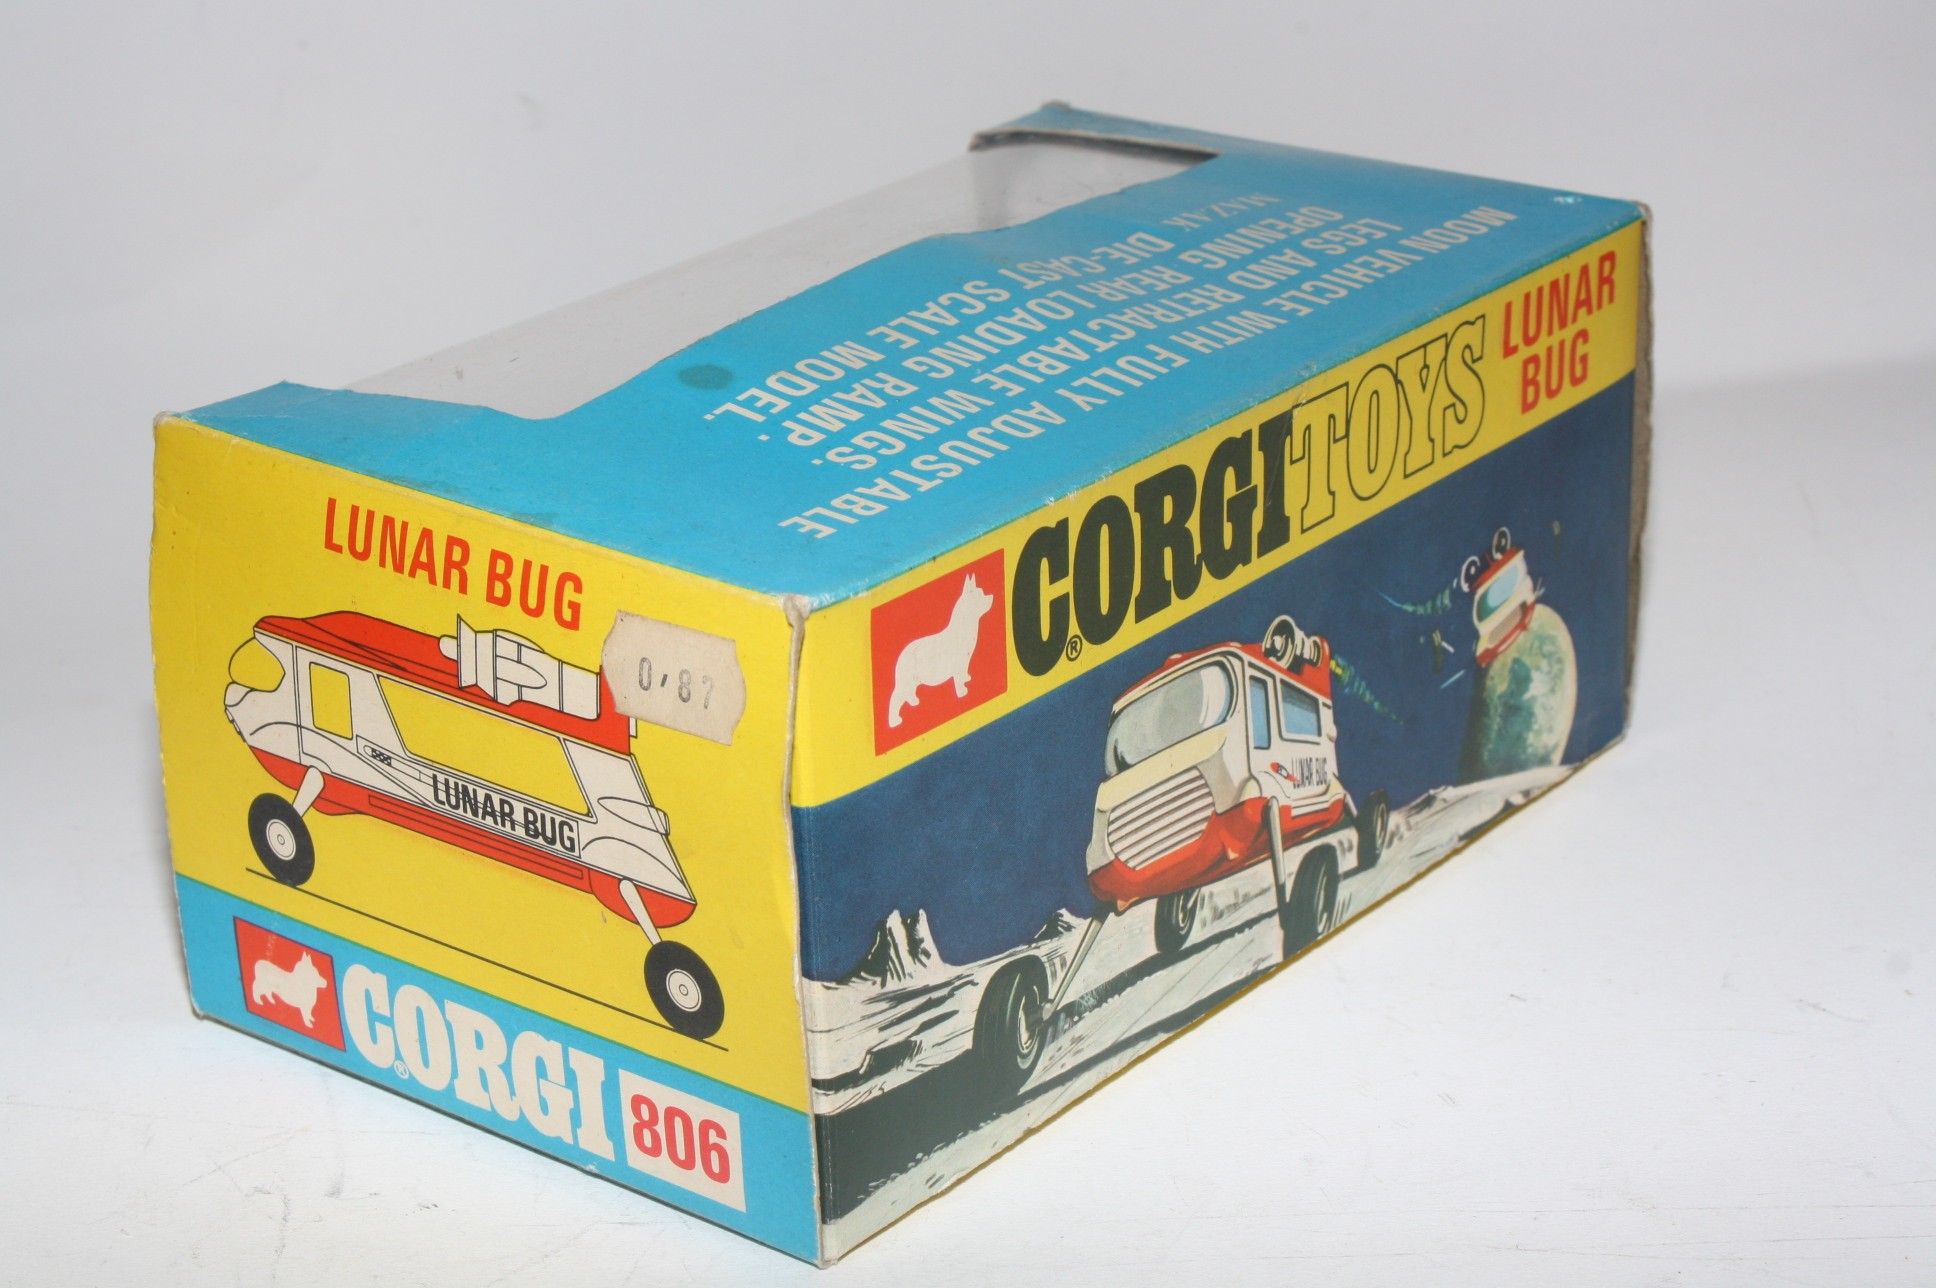 MOON VEHICLE WITH FULLY ADJUSTABLE
LEGS AND RETRACTABLE WINGS.
OPENING REAR LOADING RAMP.
MAZAK DIE-CAST SCALE MODEL.
LUNAR BUG
0.87
LUNAR BUG
CORGI®
806
CORGI TOYS
®
LUNAR
BUG
LUNAR BUG